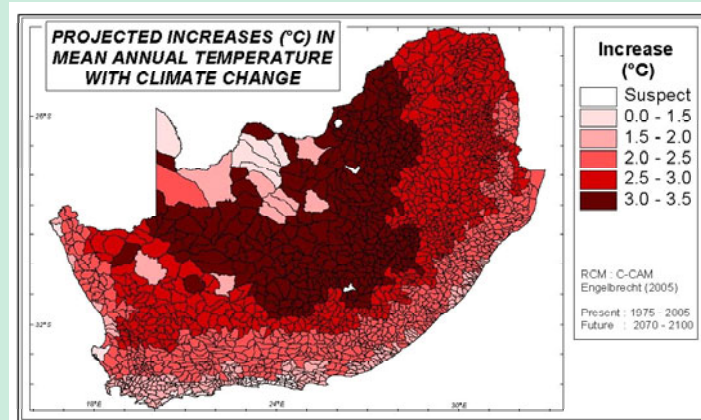 PROJECTED INCREASES (°C) IN
MEAN ANNUAL TEMPERATURE
WITH CLIMATE CHANGE
Increase
(°C)
Suspect
0.0 - 1.5
1.5 - 2.0
2.0 - 2.5
2.5 - 3.0
3.0 - 3.5
RCM : C-CAM
Engelbrecht (2005)
Present : 1975 - 2005
Future : 2070 - 2100
24°E
30°E